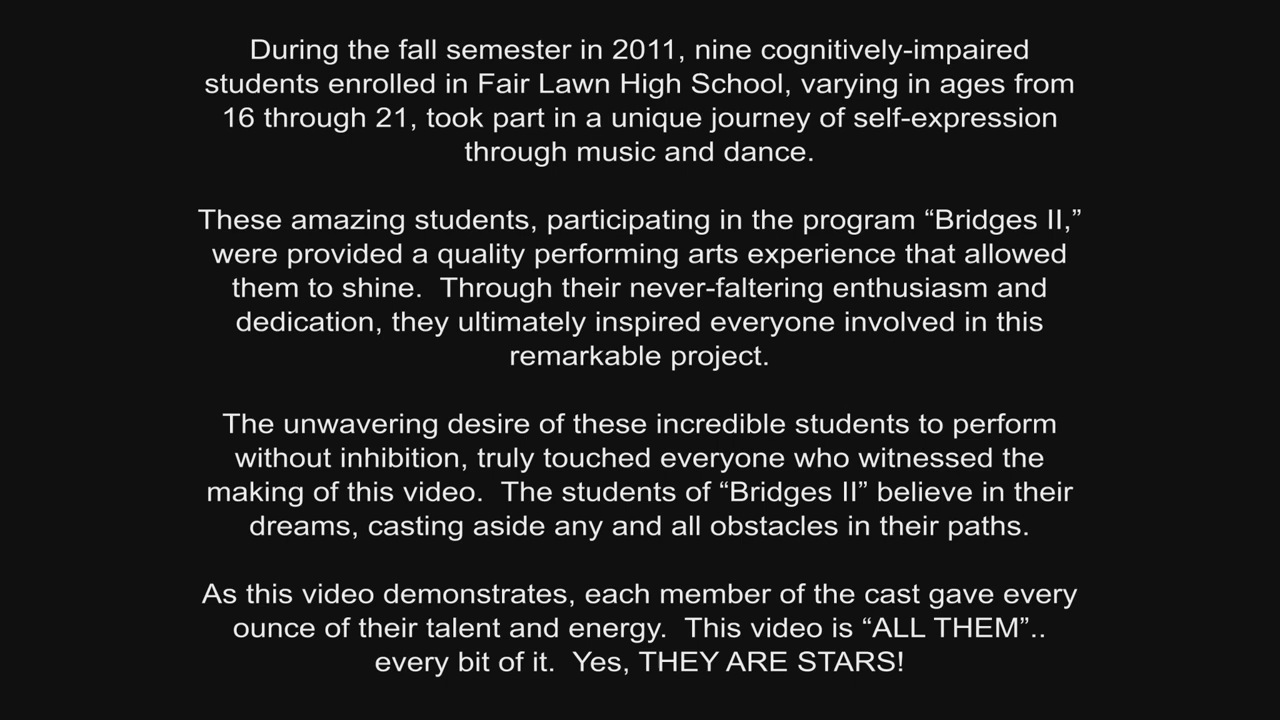 During the fall semester in 2011, nine cognitively-impaired
students enrolled in Fair Lawn High School, varying in ages from
16 through 21, took part in a unique journey of self-expression
through music and dance.
These amazing students, participating in the program “Bridges II,”
were provided a quality performing arts experience that allowed
them to shine.  Through their never-faltering enthusiasm and
dedication, they ultimately inspired everyone involved in this
remarkable project.
The unwavering desire of these incredible students to perform
without inhibition, truly touched everyone who witnessed the
making of this video.  The students of “Bridges II” believe in their
dreams, casting aside any and all obstacles in their paths.
As this video demonstrates, each member of the cast gave every
ounce of their talent and energy.  This video is “ALL THEM”..
every bit of it.  Yes, THEY ARE STARS!